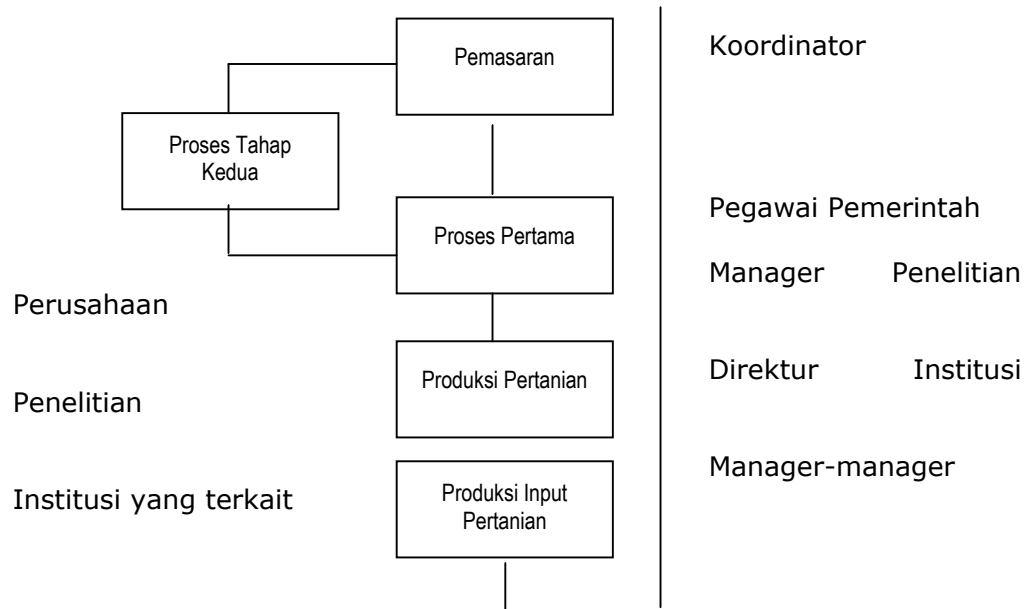 Pemasaran
Koordinator
Proses Tahap
Kedua
Pegawai Pemerintah
Proses Pertama
Manager Penelitian
Perusahaan
Produksi Pertanian
Direktur Institusi
Penelitian
Manager-manager
Institusi yang terkait
Produksi Input
Pertanian